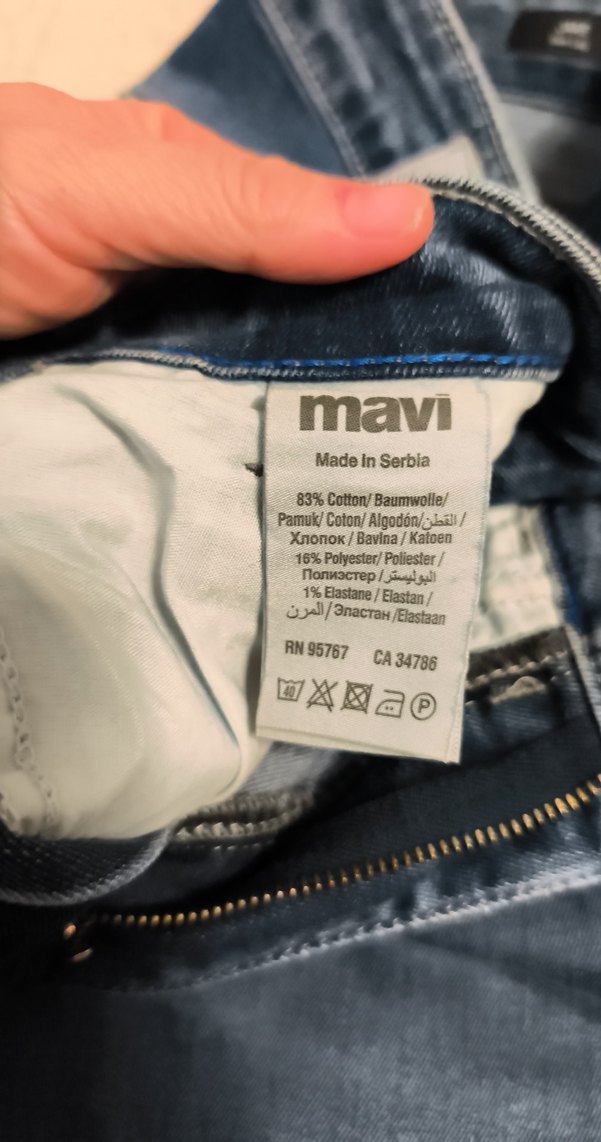 mavi
Made In Serbia
83% Cotton/ Baumwolle/
Pamuk/ Coton/ Algodón/القطن/
Хлопок / Bavlna / Katoen
16% Polyester/ Poliester /
Полиэстер /البوليستر
1% Elastane / Elastan /
المرن/Эластан /Elastaan
RN 95767 CA 34786
40
P